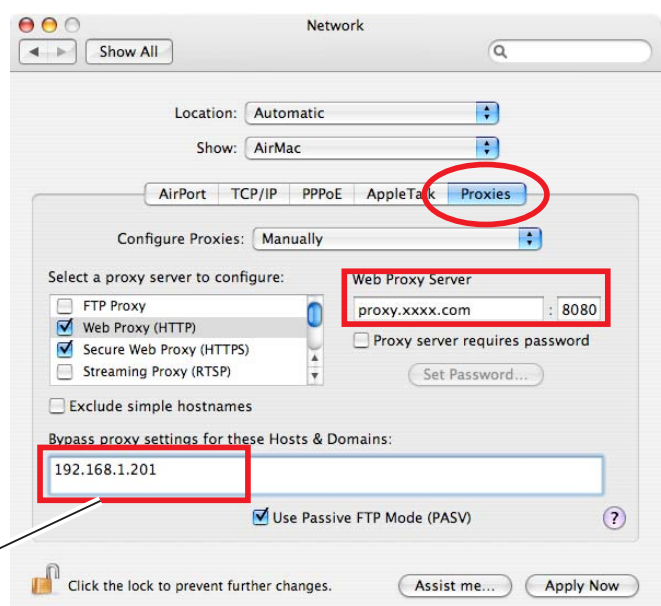 Network
Show All
Location: Automatic
Show: AirMac
AirPort TCP/IP PPPoE AppleTalk Proxies
Configure Proxies: Manually
Select a proxy server to configure: Web Proxy Server
FTP Proxy
proxy.xxxx.com : 8080
Web Proxy (HTTP)
Proxy server requires password
Secure Web Proxy (HTTPS)
Streaming Proxy (RTSP)
Set Password...
Exclude simple hostnames
Bypass proxy settings for these Hosts & Domains:
192.168.1.201
Use Passive FTP Mode (PASV) ?
Click the lock to prevent further changes. Assist me... Apply Now